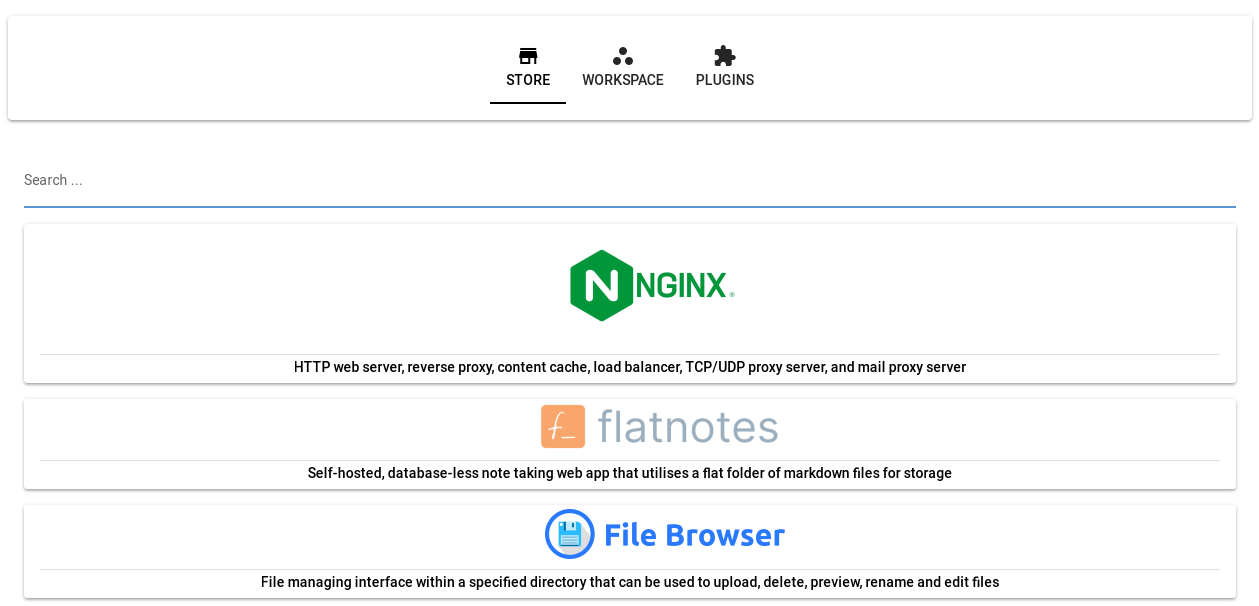 STORE WORKSPACE PLUGINS
Search ...
N NGINX ®
HTTP web server, reverse proxy, content cache, load balancer, TCP/UDP proxy server, and mail proxy server
f_ flatnotes
Self-hosted, database-less note taking web app that utilises a flat folder of markdown files for storage
File Browser
File managing interface within a specified directory that can be used to upload, delete, preview, rename and edit files